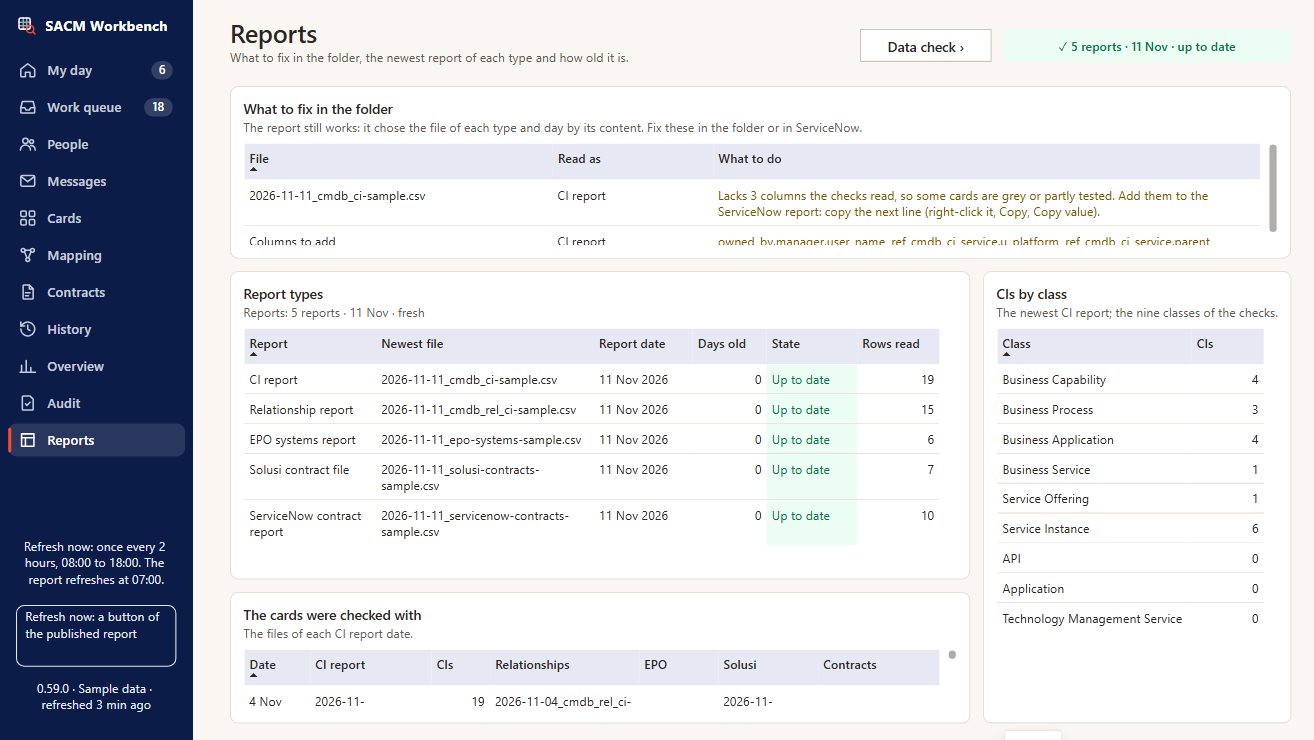 SACM Workbench
My day 6
Work queue 18
People
Messages
Cards
Mapping
Contracts
History
Overview
Audit
Reports
Refresh now: once every 2
hours, 08:00 to 18:00. The
report refreshes at 07:00.
Refresh now: a button of
the published report
0.59.0 · Sample data ·
refreshed 3 min ago
Reports
What to fix in the folder, the newest report of each type and how old it is.
Data check ›
✓ 5 reports · 11 Nov · up to date
What to fix in the folder
The report still works: it chose the file of each type and day by its content. Fix these in the folder or in ServiceNow.
File Read as What to do
2026-11-11_cmdb_ci-sample.csv CI report Lacks 3 columns the checks read, so some cards are grey or partly tested. Add them to the
ServiceNow report: copy the next line (right-click it, Copy, Copy value).
Columns to add CI report owned_by.manager.user_name, ref_cmdb_ci_service.u_platform, ref_cmdb_ci_service.parent
Report types
Reports: 5 reports · 11 Nov · fresh
Report Newest file Report date Days old State Rows read
CI report 2026-11-11_cmdb_ci-sample.csv 11 Nov 2026 0 Up to date 19
Relationship report 2026-11-11_cmdb_rel_ci-sample.csv 11 Nov 2026 0 Up to date 15
EPO systems report 2026-11-11_epo-systems-sample.csv 11 Nov 2026 0 Up to date 6
Solusi contract file 2026-11-11_solusi-contracts- 11 Nov 2026 0 Up to date 7
sample.csv
ServiceNow contract 2026-11-11_servicenow-contracts- 11 Nov 2026 0 Up to date 10
report sample.csv
CIs by class
The newest CI report; the nine classes of the checks.
Class CIs
Business Capability 4
Business Process 3
Business Application 4
Business Service 1
Service Offering 1
Service Instance 6
API 0
Application 0
Technology Management Service 0
The cards were checked with
The files of each CI report date.
Date CI report CIs Relationships EPO Solusi Contracts
4 Nov 2026-11- 19 2026-11-04_cmdb_rel_ci- 2026-11-